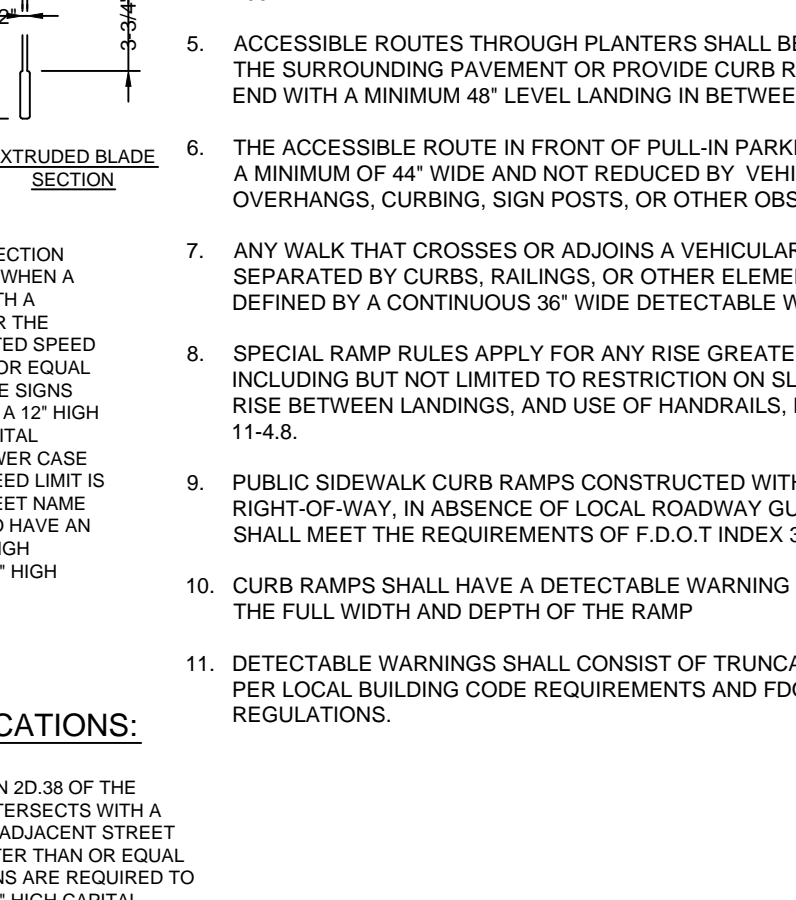 2"
3-3/4"
EXTRUDED BLADE
SECTION
ECTION
WHEN A
TH A
R THE
TED SPEED
OR EQUAL
E SIGNS
A 12" HIGH
ITAL
WER CASE
EED LIMIT IS
EET NAME
O HAVE AN
IGH
" HIGH
CATIONS:
N 2D.38 OF THE
TERSECTS WITH A
ADJACENT STREET
TER THAN OR EQUAL
NS ARE REQUIRED TO
" HIGH CAPITAL
5. ACCESSIBLE ROUTES THROUGH PLANTERS SHALL BE
THE SURROUNDING PAVEMENT OR PROVIDE CURB R
END WITH A MINIMUM 48" LEVEL LANDING IN BETWEE
6. THE ACCESSIBLE ROUTE IN FRONT OF PULL-IN PARKI
A MINIMUM OF 44" WIDE AND NOT REDUCED BY VEHI
OVERHANGS, CURBING, SIGN POSTS, OR OTHER OBS
7. ANY WALK THAT CROSSES OR ADJOINS A VEHICULAR
SEPARATED BY CURBS, RAILINGS, OR OTHER ELEME
DEFINED BY A CONTINUOUS 36" WIDE DETECTABLE W
8. SPECIAL RAMP RULES APPLY FOR ANY RISE GREATE
INCLUDING BUT NOT LIMITED TO RESTRICTION ON SL
RISE BETWEEN LANDINGS, AND USE OF HANDRAILS,
11-4.8.
9. PUBLIC SIDEWALK CURB RAMPS CONSTRUCTED WITH
RIGHT-OF-WAY, IN ABSENCE OF LOCAL ROADWAY GU
SHALL MEET THE REQUIREMENTS OF F.D.O.T INDEX 3
10. CURB RAMPS SHALL HAVE A DETECTABLE WARNING
THE FULL WIDTH AND DEPTH OF THE RAMP
11. DETECTABLE WARNINGS SHALL CONSIST OF TRUNCA
PER LOCAL BUILDING CODE REQUIREMENTS AND FDO
REGULATIONS.